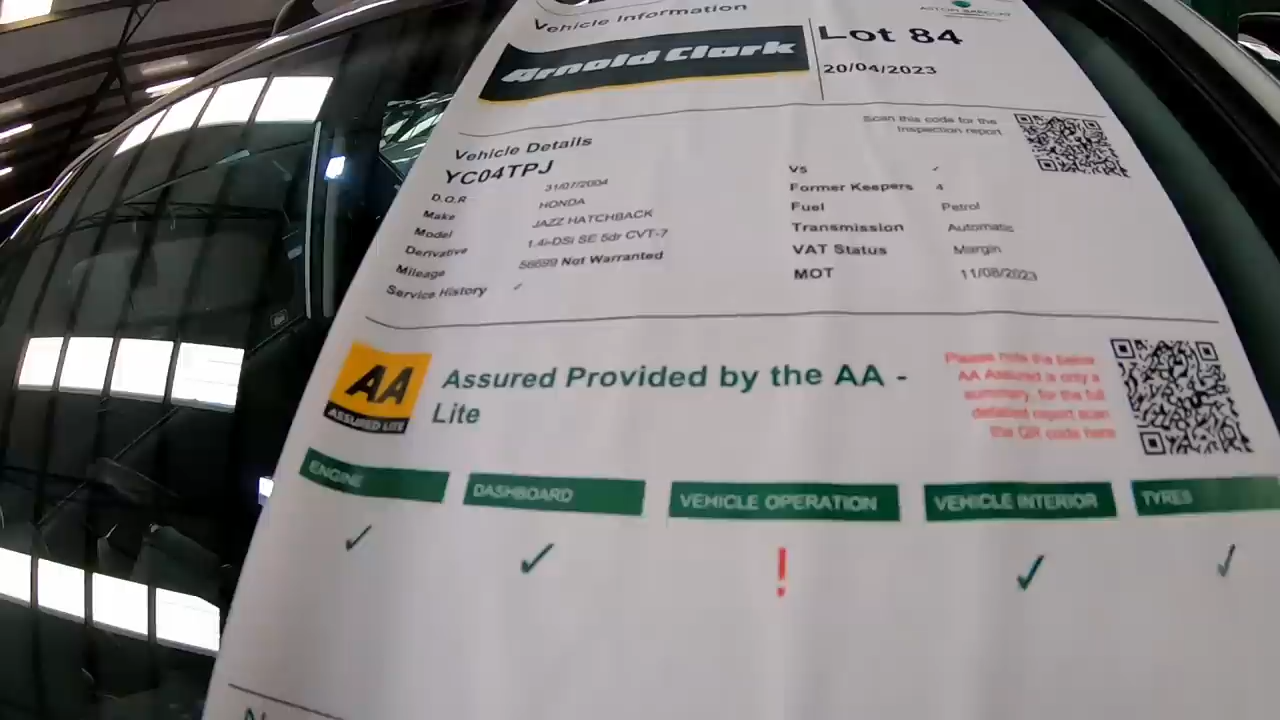 Vehicle Information
Arnold Clark
Lot 84
20/04/2023
Scan this code for the
Inspection report
Vehicle Details
YC04TPJ
D.O.R 31/07/2004
Make HONDA
Model JAZZ HATCHBACK
Derivative 1.4i-DSi SE 5dr CVT-7
Mileage 56699 Not Warranted
Service History ✓
V5 ✓
Former Keepers 4
Fuel Petrol
Transmission Automatic
VAT Status Margin
MOT 11/08/2023
AA
ASSURED LITE
Assured Provided by the AA -
Lite
Please note the below
AA Assured is only a
summary, for the full
detailed report scan
the QR code here
ENGINE DASHBOARD VEHICLE OPERATION VEHICLE INTERIOR TYRES
✓ ✓ ! ✓ ✓